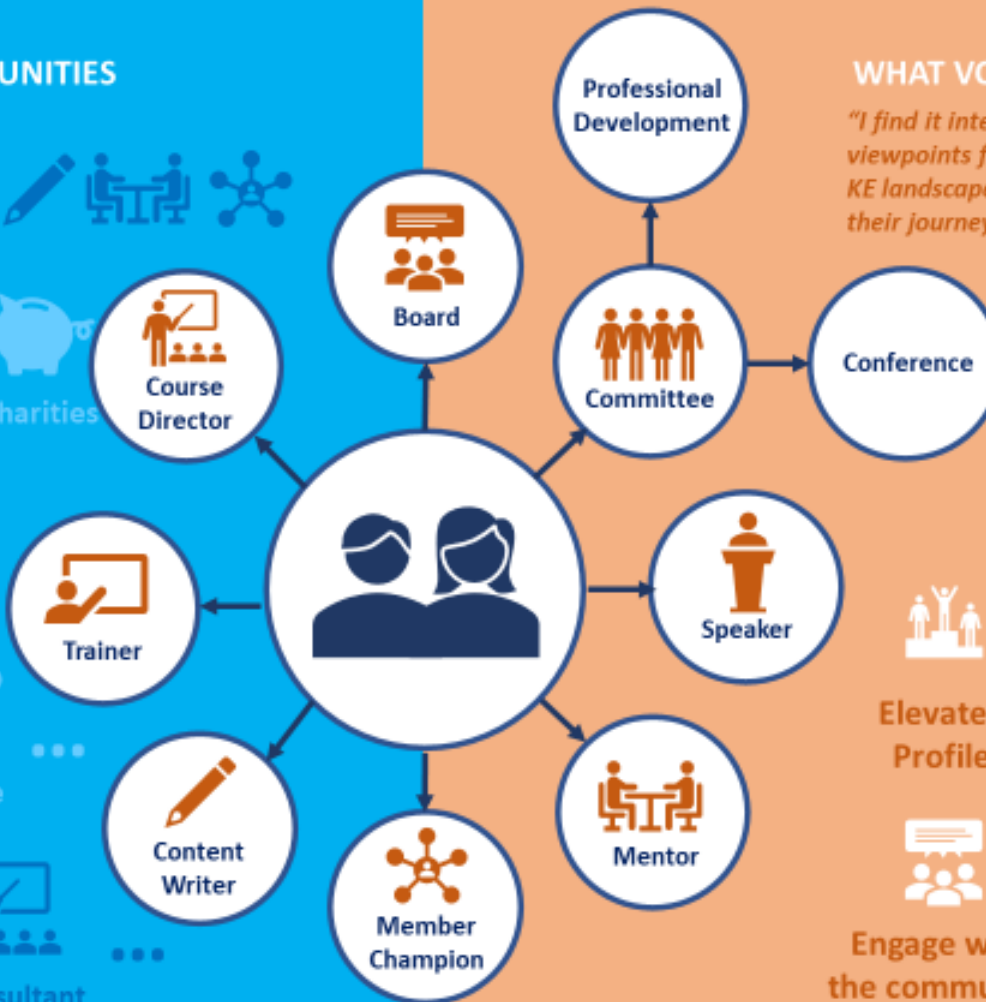 UNITIES
Professional
Development
WHAT VO
"I find it inte
viewpoints f
KE landscape
their journey
Board
Course
Director
harities
Committee
Conference
Trainer
Speaker
Elevate
Profile
Content
Writer
Mentor
Member
Champion
Engage w
the commu
sultant